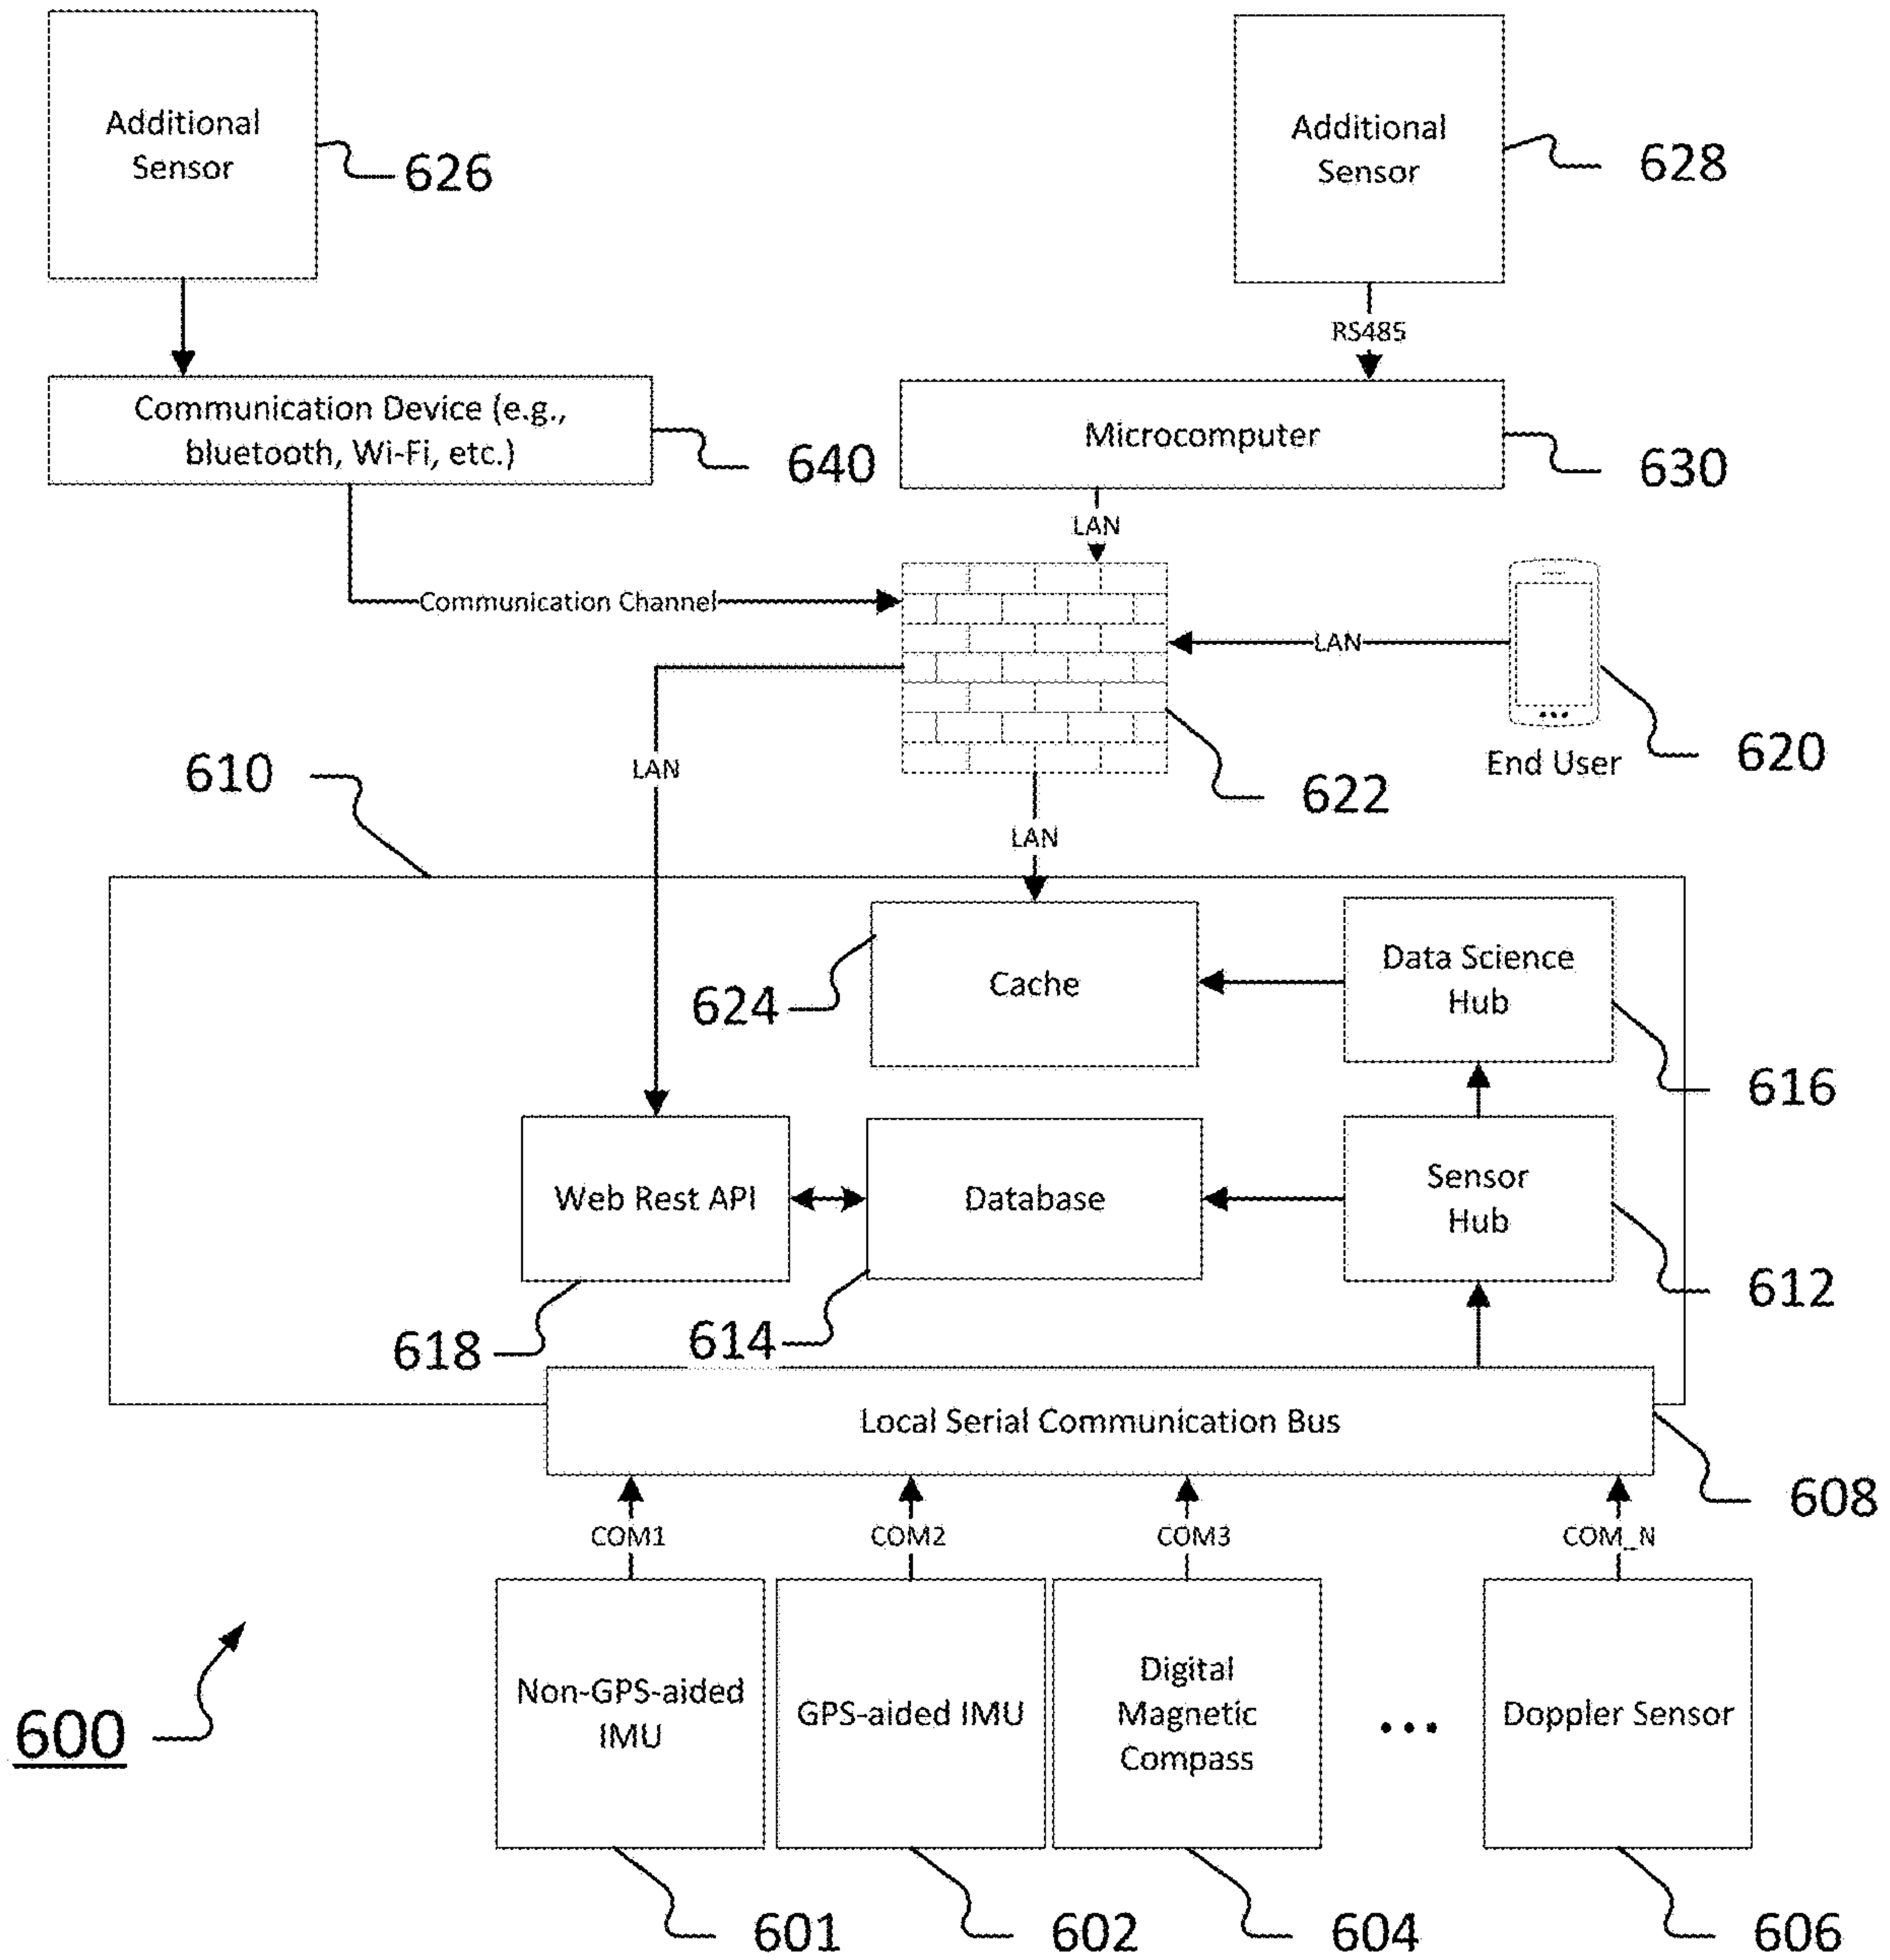 Additional
Sensor
626
Additional
Sensor
628
RS485
Communication Device (e.g.,
bluetooth, Wi-Fi, etc.)
640
Microcomputer
630
LAN
Communication Channel
LAN
End User
620
622
LAN
LAN
610
Cache
624
Data Science
Hub
616
Web Rest API
618
Database
614
Sensor
Hub
612
Local Serial Communication Bus
608
COM1
COM2
COM3
COM_N
Non-GPS-aided
IMU
GPS-aided IMU
Digital
Magnetic
Compass
•••
Doppler Sensor
600
601
602
604
606